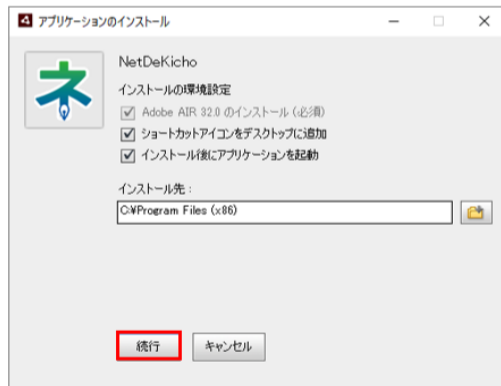 アプリケーションのインストール
ネ
NetDeKicho
インストールの環境設定
Adobe AIR 32.0 のインストール (必須)
ショートカットアイコンをデスクトップに追加
インストール後にアプリケーションを起動
インストール先 :
C:¥Program Files (x86)
続行
キャンセル